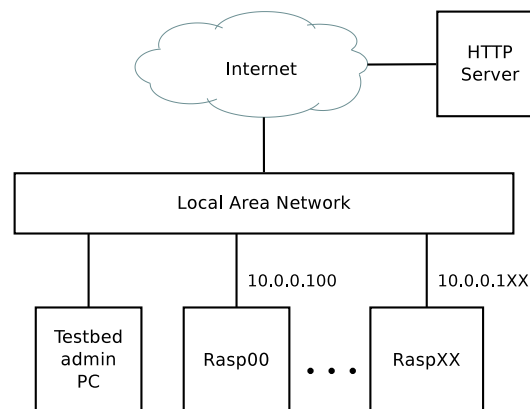 Internet
HTTP
Server
Local Area Network
10.0.0.100
10.0.0.1XX
Testbed
admin
PC
Rasp00
• • •
RaspXX